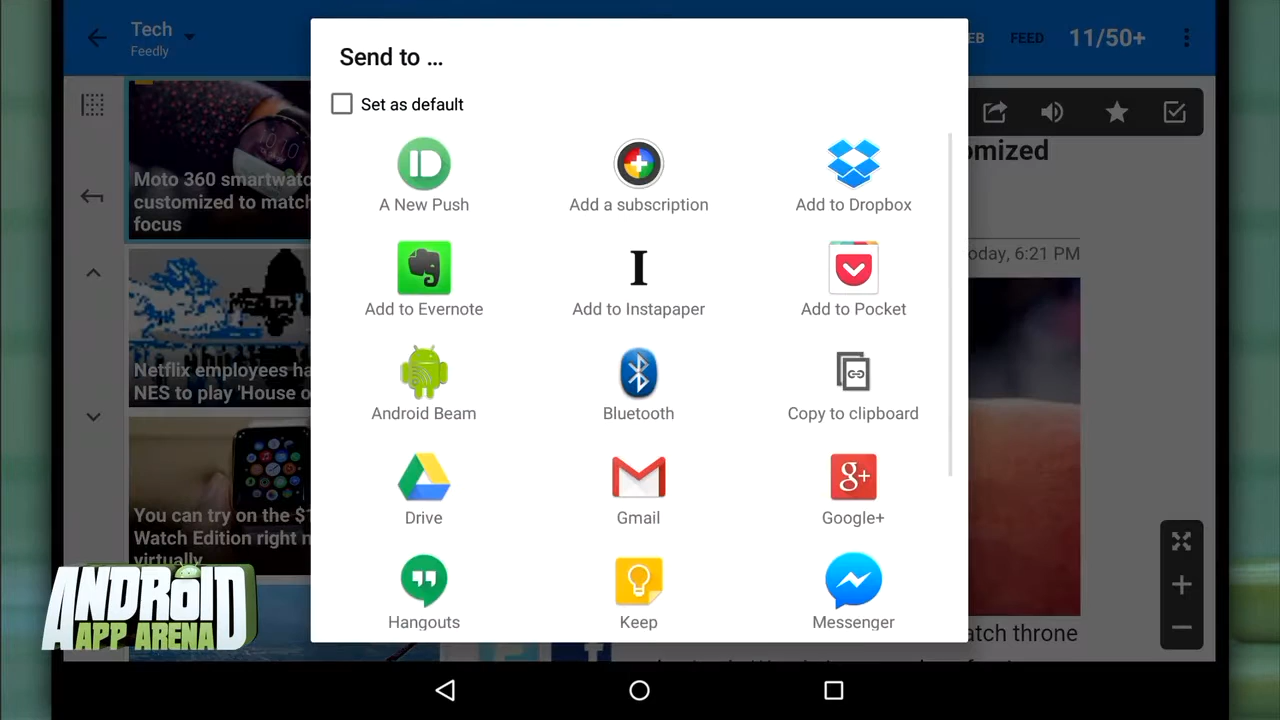 Tech
Feedly
EB
FEED
11/50+
Send to ...
Set as default
A New Push
Add a subscription
Add to Dropbox
Add to Evernote
Add to Instapaper
Add to Pocket
Android Beam
Bluetooth
Copy to clipboard
Drive
Gmail
g+
Google+
Hangouts
Keep
Messenger
Moto 360 smartwatc
customized to match
focus
Netflix employees ha
NES to play 'House o
You can try on the $1
Watch Edition right n
virtually
omized
oday, 6:21 PM
atch throne
ANDROID
APP ARENA